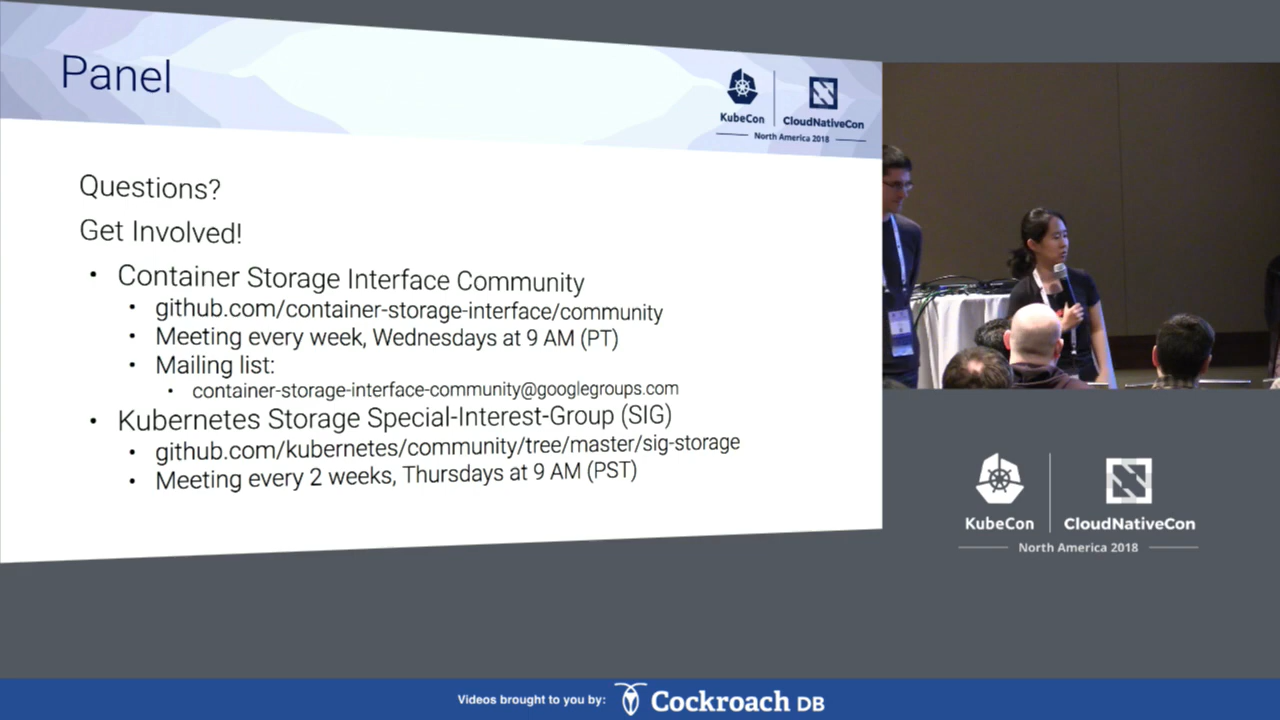 Panel
KubeCon
CloudNativeCon
North America 2018
Questions?
Get Involved!
• Container Storage Interface Community
• github.com/container-storage-interface/community
• Meeting every week, Wednesdays at 9 AM (PT)
• Mailing list:
• container-storage-interface-community@googlegroups.com
• Kubernetes Storage Special-Interest-Group (SIG)
• github.com/kubernetes/community/tree/master/sig-storage
• Meeting every 2 weeks, Thursdays at 9 AM (PST)
KubeCon
CloudNativeCon
North America 2018
Videos brought to you by:
Cockroach DB